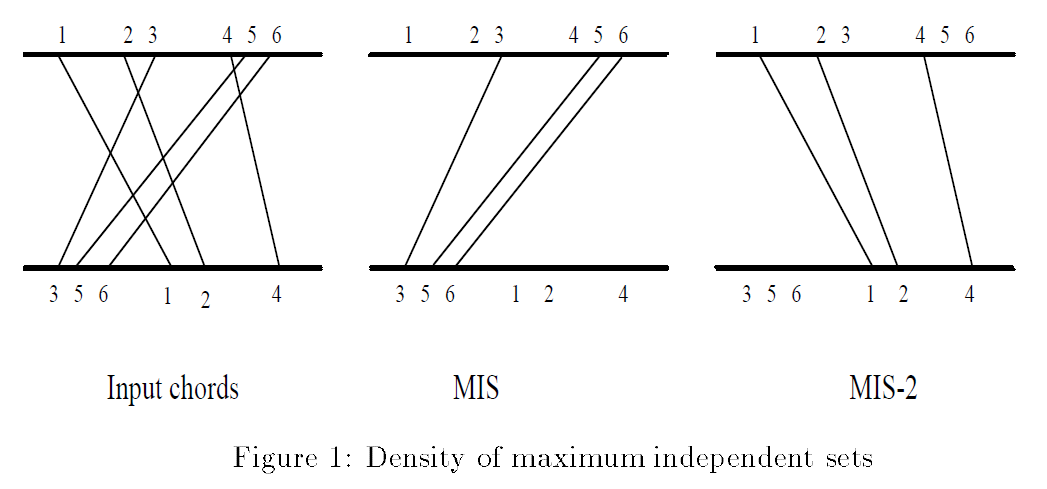 1 2 3 4 5 6 1 2 3 4 5 6 1 2 3 4 5 6
3 5 6 1 2 4 3 5 6 1 2 4 3 5 6 1 2 4
Input chords MIS MIS-2
Figure 1: Density of maximum independent sets